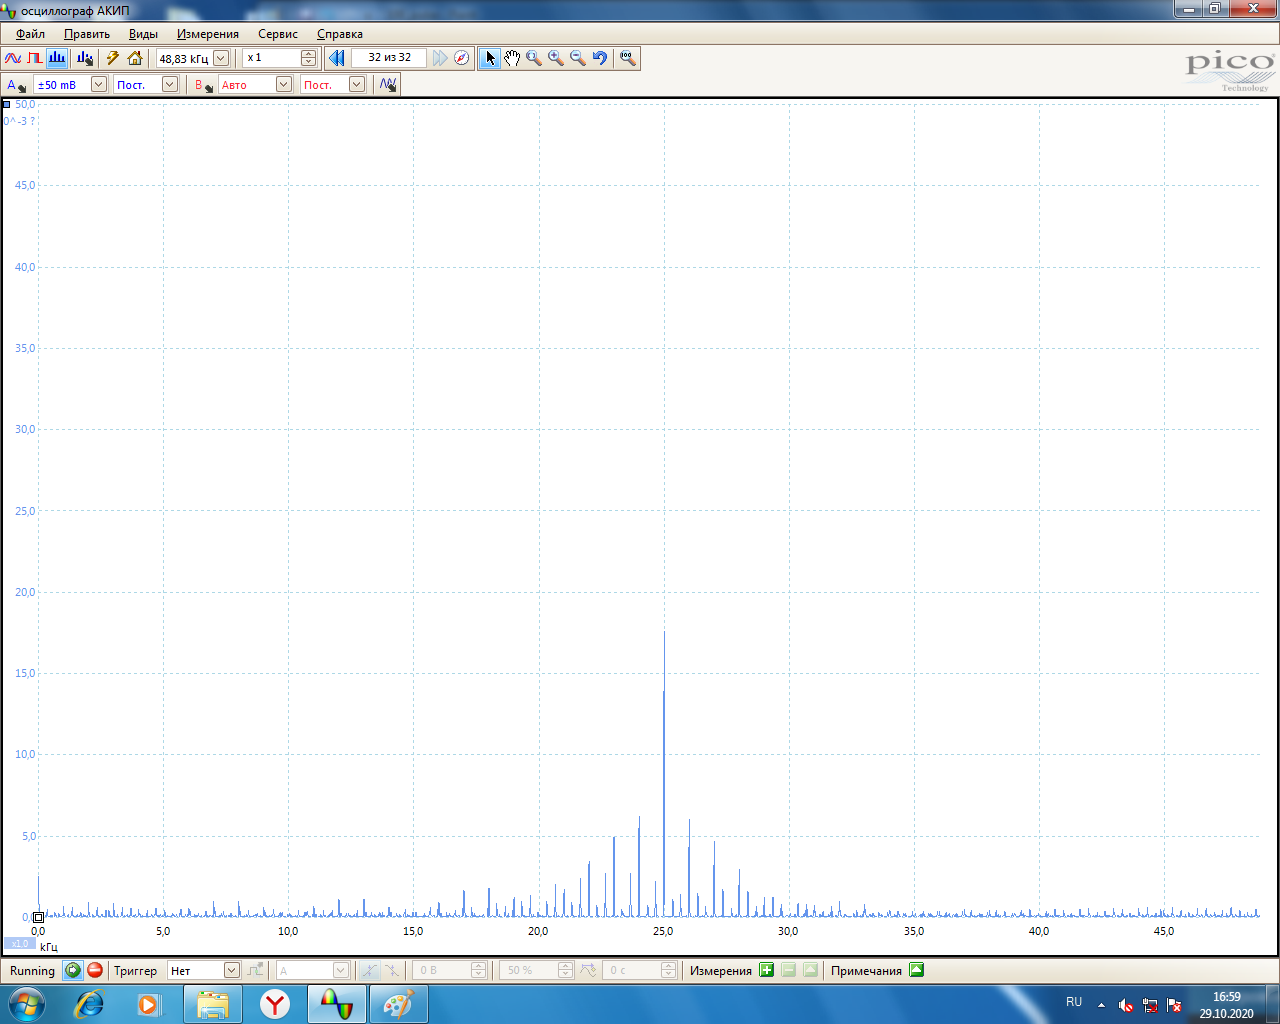 осциллограф АКИП
Файл Править Виды Измерения Сервис Справка
48,83 кГц x 1 32 из 32
pico
Technology
A ±50 mВ Пост. B Авто Пост.
50,0
0^-3 ?
45,0
40,0
35,0
30,0
25,0
20,0
15,0
10,0
5,0
0,0
0,0 5,0 10,0 15,0 20,0 25,0 30,0 35,0 40,0 45,0
x1,0 кГц
Running Триггер Нет A 0 В 50 % 0 с Измерения Примечания
RU 16:59
29.10.2020